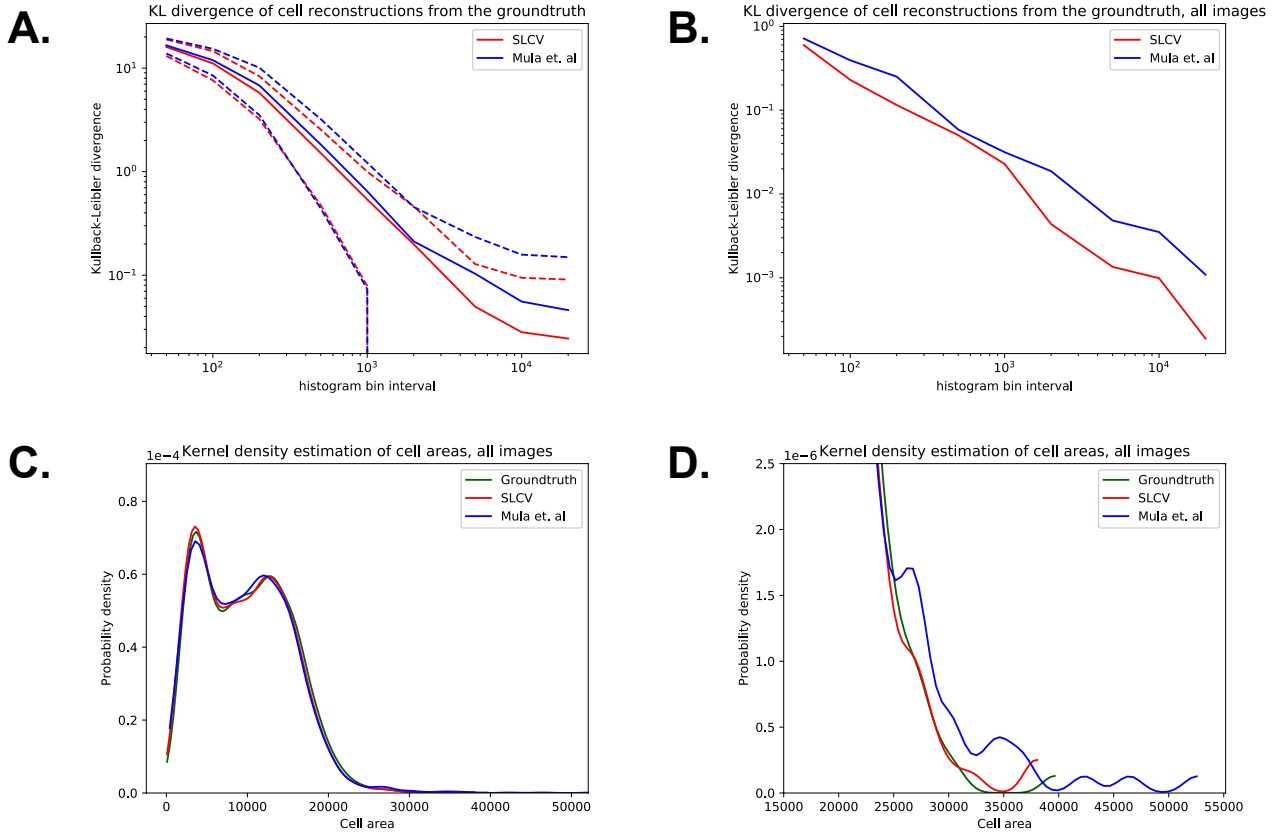 A.
KL divergence of cell reconstructions from the groundtruth
SLCV
Mula et. al
Kullback-Leibler divergence
10^1
10^0
10^-1
10^2
10^3
10^4
histogram bin interval
B.
KL divergence of cell reconstructions from the groundtruth, all images
SLCV
Mula et. al
Kullback-Leibler divergence
10^0
10^-1
10^-2
10^-3
10^2
10^3
10^4
histogram bin interval
C.
Kernel density estimation of cell areas, all images
1e−4
Groundtruth
SLCV
Mula et. al
Probability density
0.8
0.6
0.4
0.2
0.0
0
10000
20000
30000
40000
50000
Cell area
D.
Kernel density estimation of cell areas, all images
1e−6
Groundtruth
SLCV
Mula et. al
Probability density
2.5
2.0
1.5
1.0
0.5
0.0
15000
20000
25000
30000
35000
40000
45000
50000
55000
Cell area